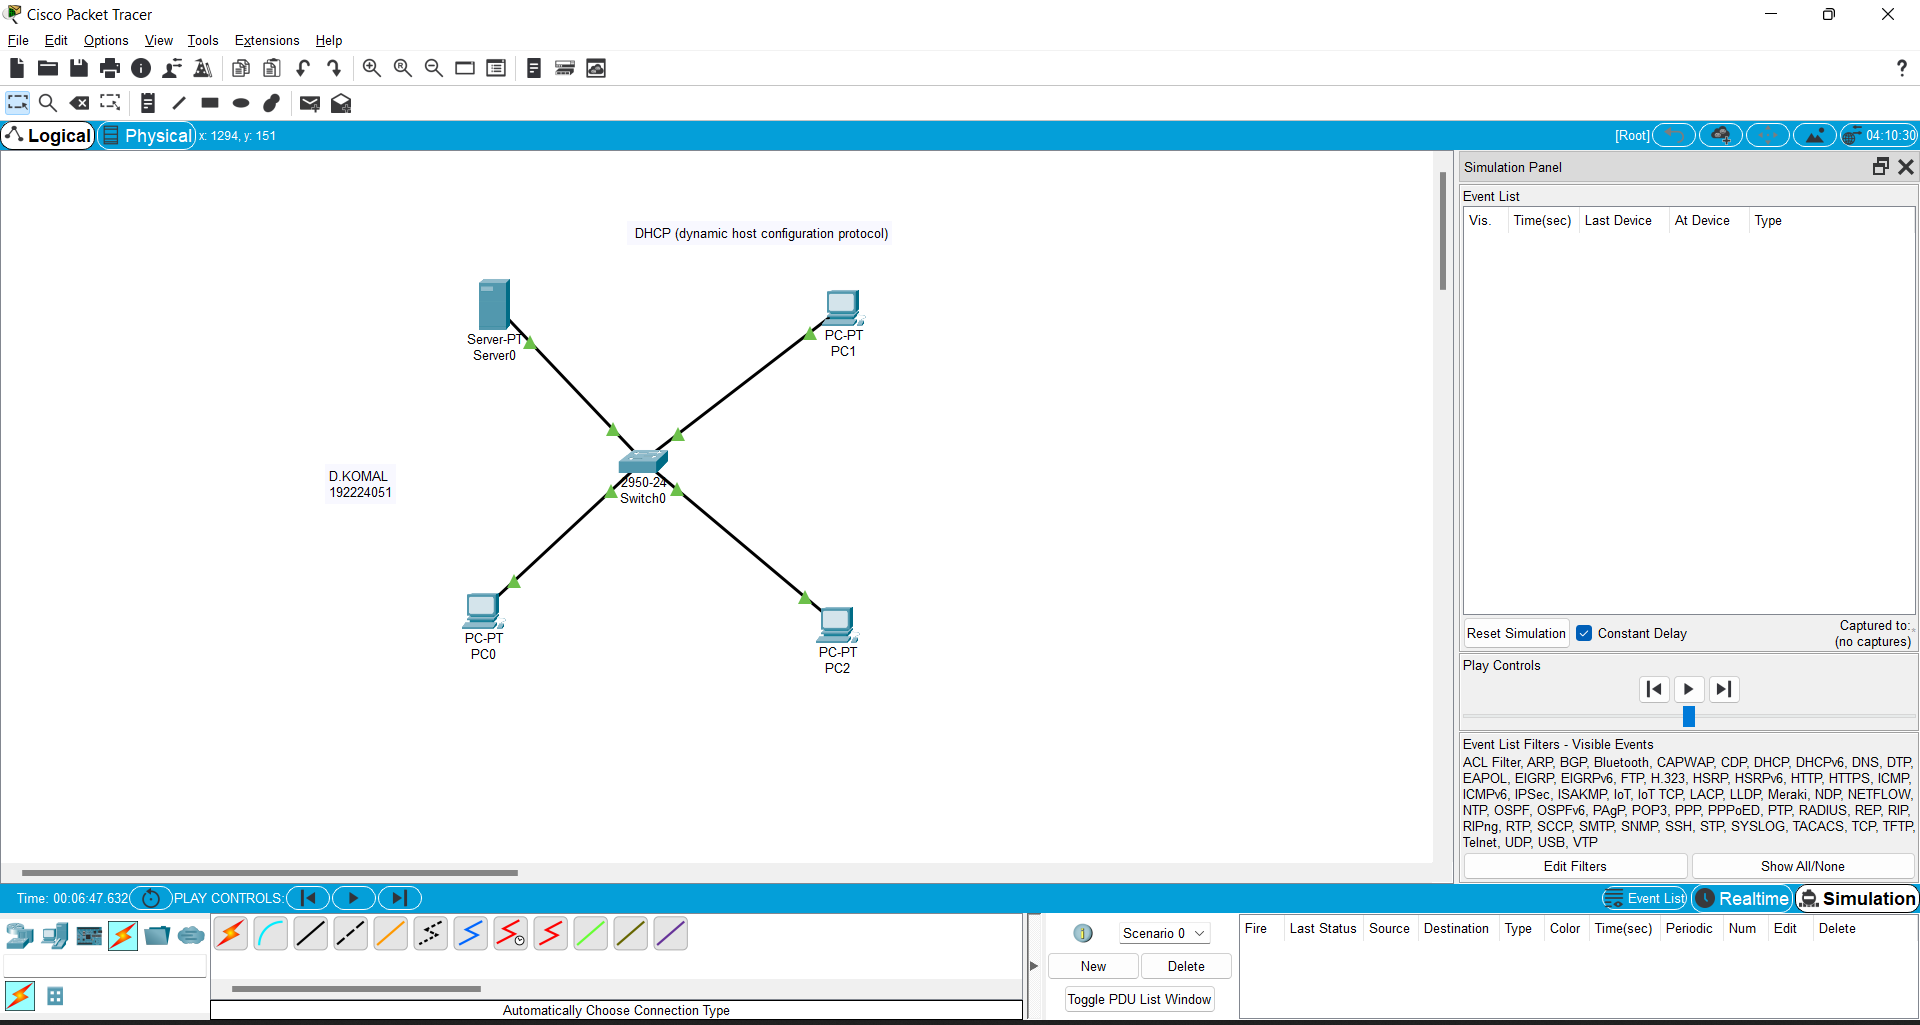 Cisco Packet Tracer
File Edit Options View Tools Extensions Help
?
Logical Physical x: 1294, y: 151 [Root] 04:10:30
Simulation Panel
Event List
Vis. Time(sec) Last Device At Device Type
DHCP (dynamic host configuration protocol)
Server-PT
Server0
PC-PT
PC1
D.KOMAL
192224051
2950-24
Switch0
PC-PT
PC0
PC-PT
PC2
Reset Simulation Constant Delay Captured to:
(no captures)
Play Controls
Event List Filters - Visible Events
ACL Filter, ARP, BGP, Bluetooth, CAPWAP, CDP, DHCP, DHCPv6, DNS, DTP,
EAPOL, EIGRP, EIGRPv6, FTP, H.323, HSRP, HSRPv6, HTTP, HTTPS, ICMP,
ICMPv6, IPSec, ISAKMP, IoT, IoT TCP, LACP, LLDP, Meraki, NDP, NETFLOW,
NTP, OSPF, OSPFv6, PAgP, POP3, PPP, PPPoED, PTP, RADIUS, REP, RIP,
RIPng, RTP, SCCP, SMTP, SNMP, SSH, STP, SYSLOG, TACACS, TCP, TFTP,
Telnet, UDP, USB, VTP
Edit Filters Show All/None
Time: 00:06:47.632 PLAY CONTROLS: Event List Realtime Simulation
1 Scenario 0
New Delete
Toggle PDU List Window
Fire Last Status Source Destination Type Color Time(sec) Periodic Num Edit Delete
Automatically Choose Connection Type